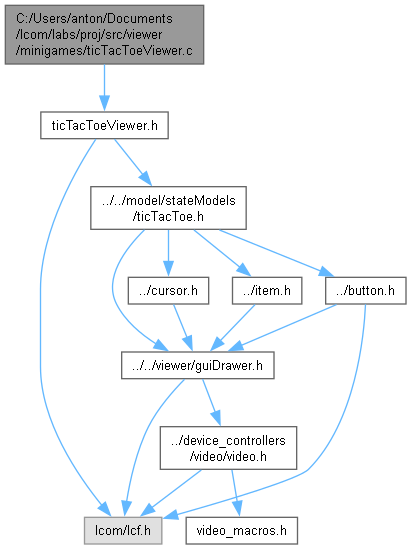 C:/Users/anton/Documents
/lcom/labs/proj/src/viewer
/minigames/ticTacToeViewer.c
ticTacToeViewer.h
../../model/stateModels
/ticTacToe.h
../cursor.h
../item.h
../button.h
../../viewer/guiDrawer.h
../device_controllers
/video/video.h
lcom/lcf.h
video_macros.h